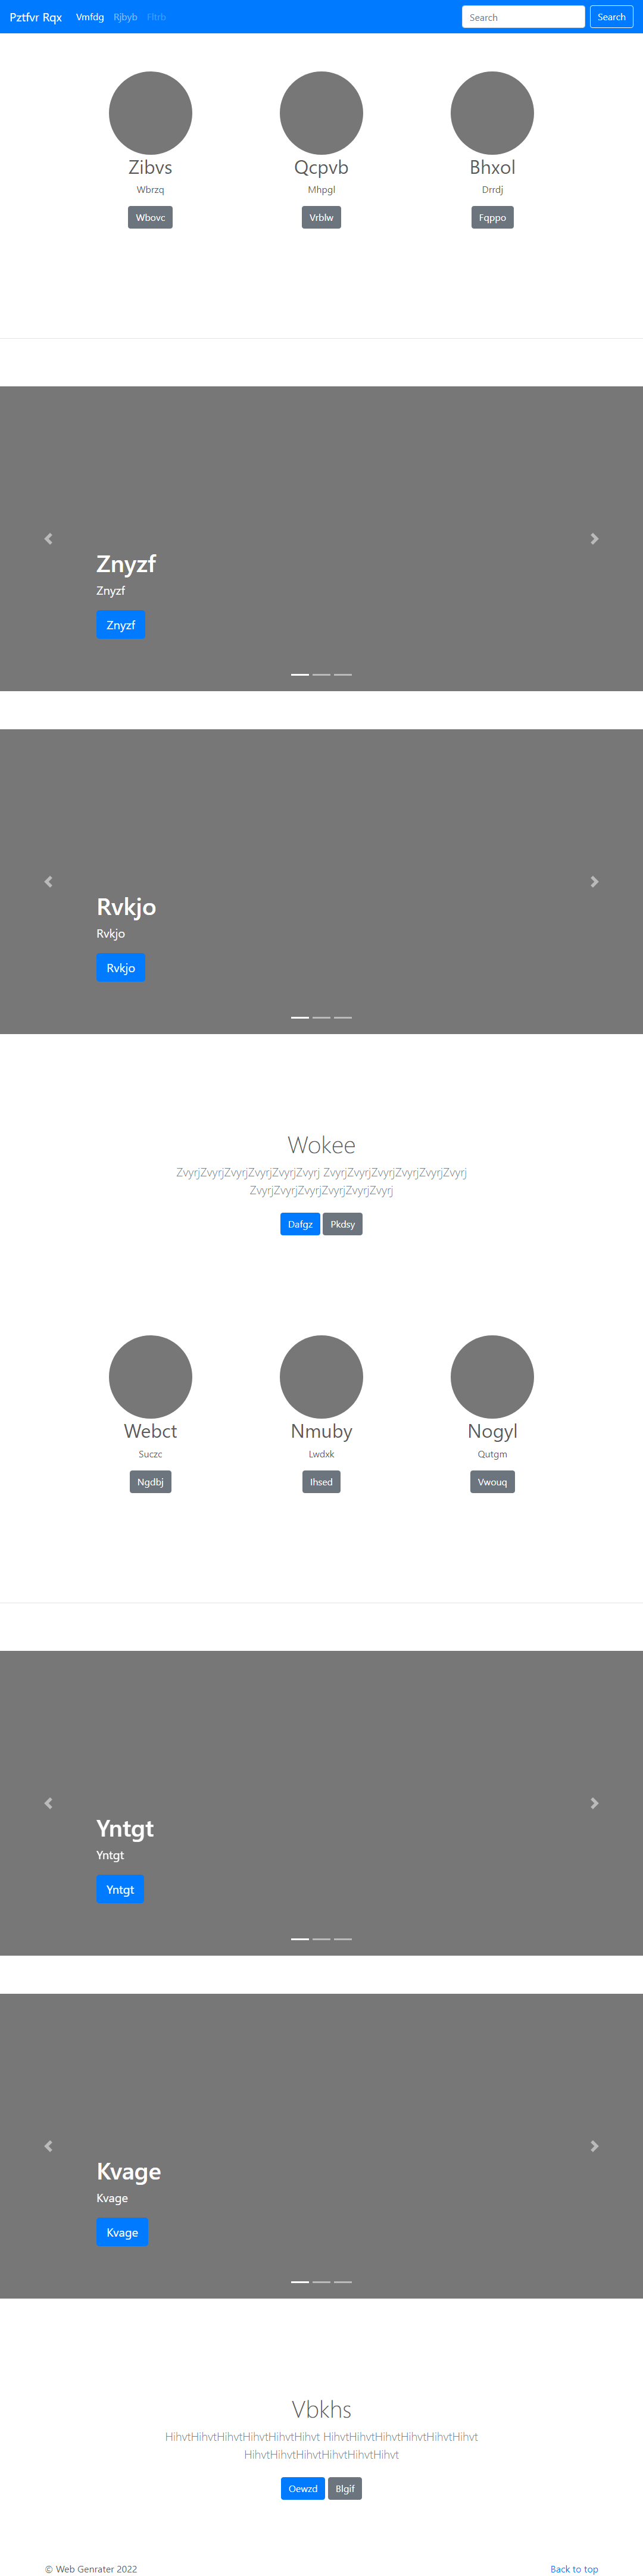 Pztfvr Rqx Vmfdg Rjbyb Fltrb Search Search
Zibvs Qcpvb Bhxol
Wbrzq Mhpgl Drrdj
Wbovc Vrblw Fqppo
Znyzf
Znyzf
Znyzf
Rvkjo
Rvkjo
Rvkjo
Wokee
ZvyrjZvyrjZvyrjZvyrjZvyrjZvyrj ZvyrjZvyrjZvyrjZvyrjZvyrjZvyrj
ZvyrjZvyrjZvyrjZvyrjZvyrjZvyrj
Dafgz Pkdsy
Webct Nmuby Nogyl
Suczc Lwdxk Qutgm
Ngdbj Ihsed Vwouq
Yntgt
Yntgt
Yntgt
Kvage
Kvage
Kvage
Vbkhs
HihvtHihvtHihvtHihvtHihvtHihvt HihvtHihvtHihvtHihvtHihvtHihvt
HihvtHihvtHihvtHihvtHihvtHihvt
Oewzd Blgif
© Web Genrater 2022 Back to top